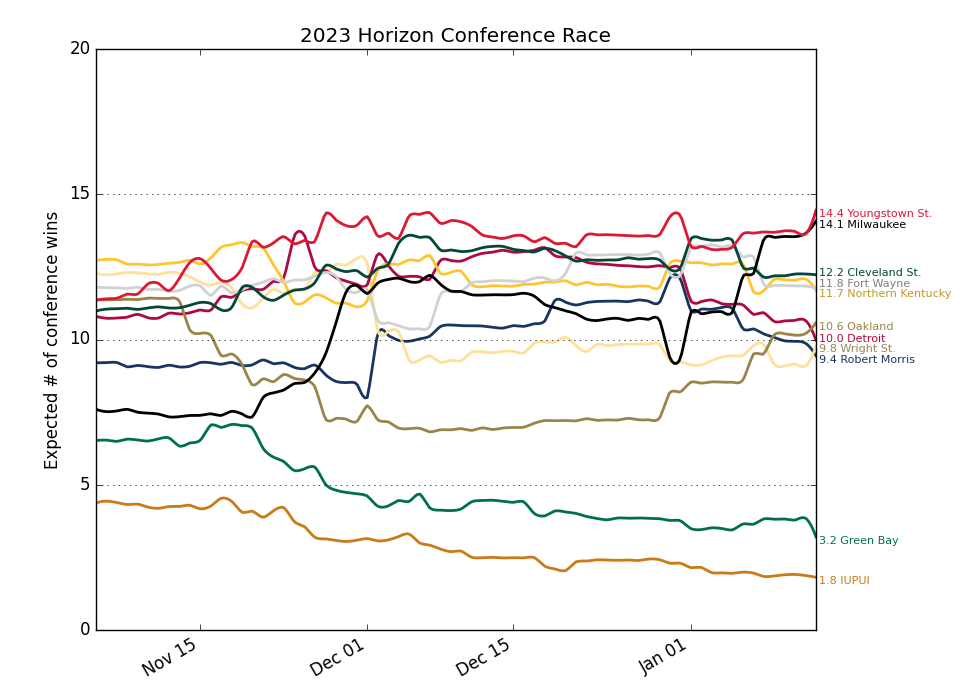 2023 Horizon Conference Race
Expected # of conference wins
20
15
10
5
0
Nov 15
Dec 01
Dec 15
Jan 01
14.4 Youngstown St.
14.1 Milwaukee
12.2 Cleveland St.
11.8 Fort Wayne
11.7 Northern Kentucky
10.6 Oakland
10.0 Detroit
9.8 Wright St.
9.4 Robert Morris
3.2 Green Bay
1.8 IUPUI